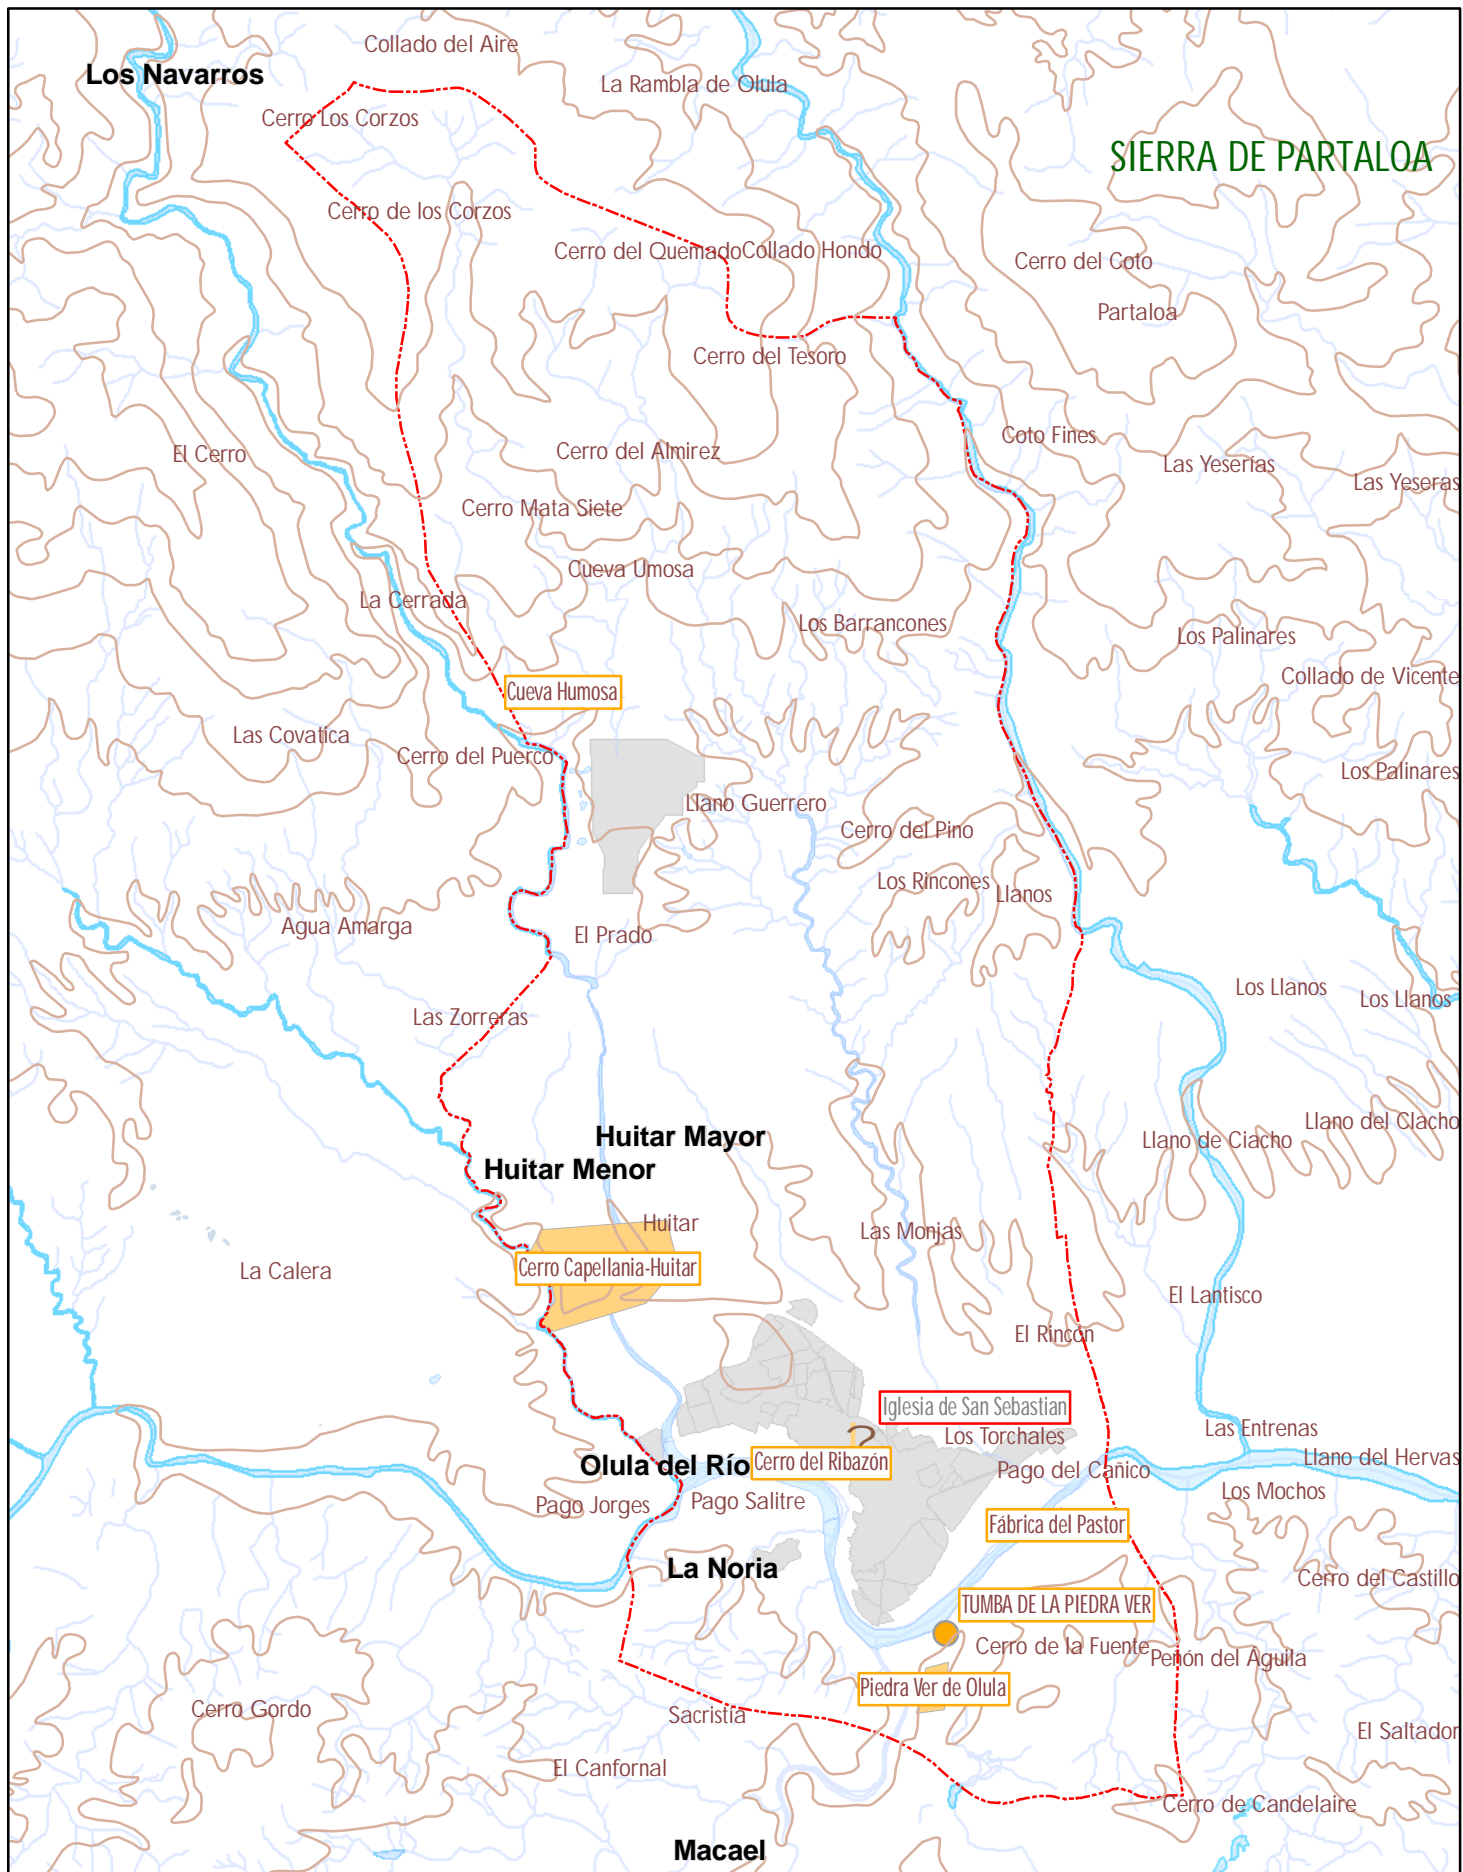 Collado del Aire
Los Navarros
La Rambla de Olula
Cerro Los Corzos
SIERRA DE PARTALOA
Cerro de los Corzos
Cerro del Quemado
Collado Hondo
Cerro del Coto
Partaloa
Cerro del Tesoro
Coto Fines
El Cerro
Cerro del Almirez
Las Yeserías
Las Yeseras
Cerro Mata Siete
Cueva Umosa
La Cerrada
Los Barrancones
Los Palinares
Collado de Vicente
Cueva Humosa
Las Covatica
Cerro del Puerco
Los Palinares
Llano Guerrero
Cerro del Pino
Los Rincones
Llanos
Agua Amarga
El Prado
Los Llanos
Los Llanos
Las Zorreras
Llano del Clacho
Huitar Mayor
Llano de Ciacho
Huitar Menor
Huitar
Las Monjas
La Calera
Cerro Capellania-Huitar
El Lantisco
El Rincón
Iglesia de San Sebastian
Las Entrenas
Los Torchales
Olula del Río
Cerro del Ribazón
Llano del Hervas
Pago del Cañico
Los Mochos
Pago Jorges
Pago Salitre
Fábrica del Pastor
La Noria
Cerro del Castillo
TUMBA DE LA PIEDRA VER
Cerro de la Fuente
Peñón del Águila
Piedra Ver de Olula
Cerro Gordo
Sacristía
El Saltador
El Canfornal
Cerro de Candelaire
Macael